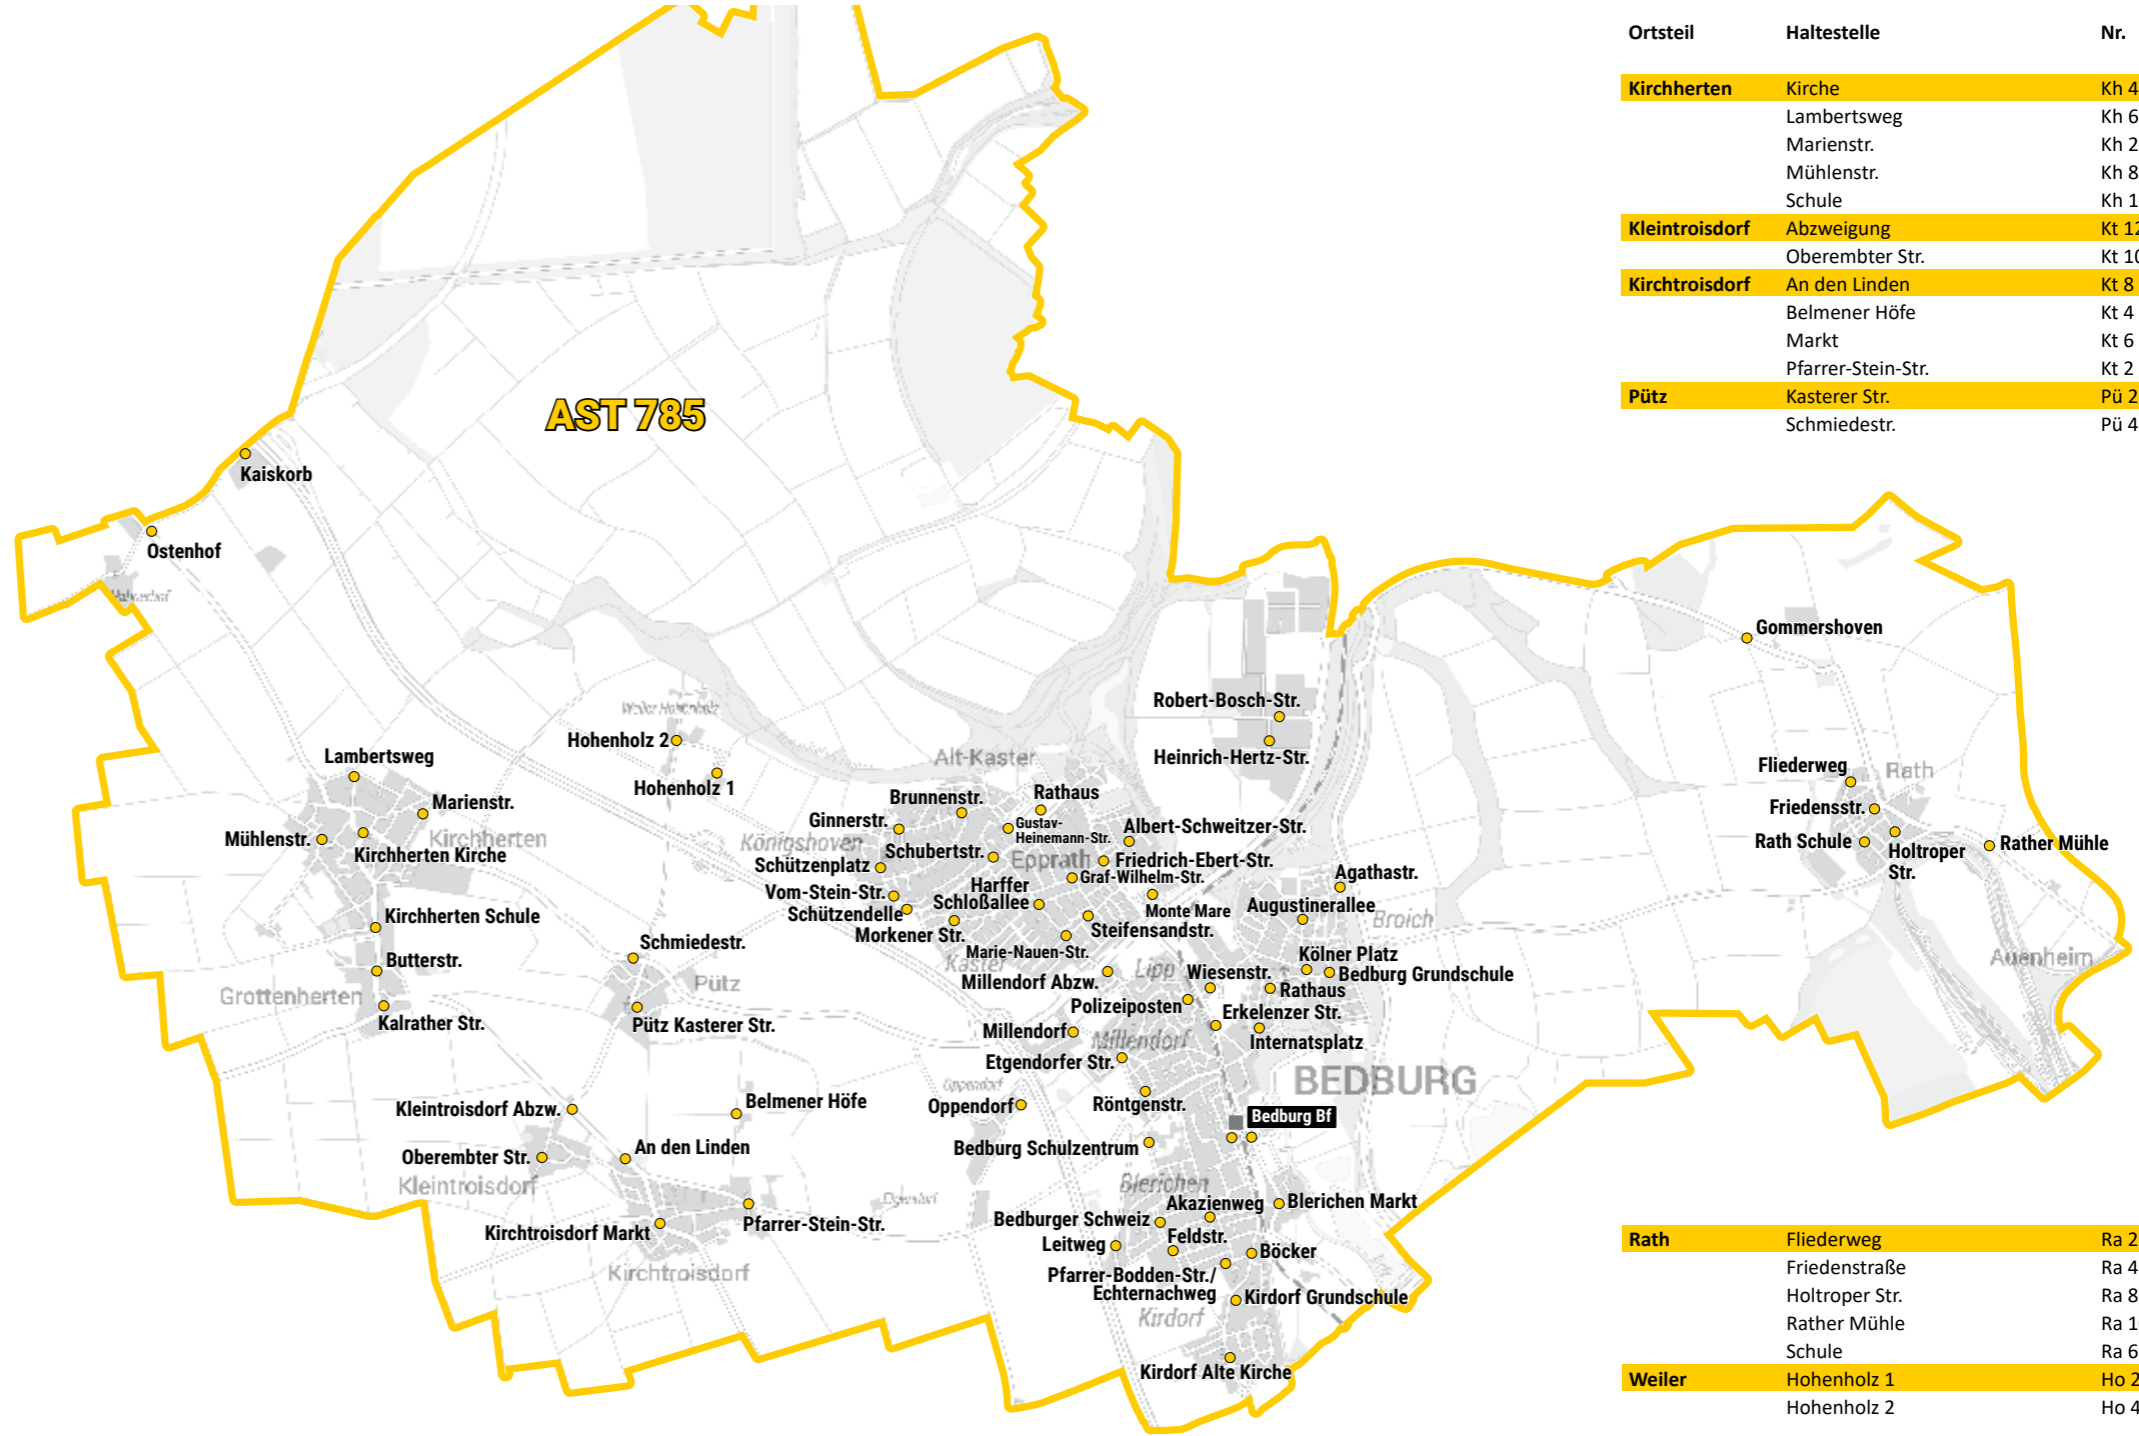 Ortsteil Haltestelle Nr.
Kirchherten Kirche Kh 4
Lambertsweg Kh 6
Marienstr. Kh 2
Mühlenstr. Kh 8
Schule Kh 1
Kleintroisdorf Abzweigung Kt 12
Oberembter Str. Kt 10
Kirchtroisdorf An den Linden Kt 8
Belmener Höfe Kt 4
Markt Kt 6
Pfarrer-Stein-Str. Kt 2
Pütz Kasterer Str. Pü 2
Schmiedestr. Pü 4
AST 785
Kaiskorb
Ostenhof
Gommershoven
Robert-Bosch-Str.
Weiler Hohenholz
Hohenholz 2
Heinrich-Hertz-Str.
Alt-Kaster
Lambertsweg
Fliederweg
Rath
Hohenholz 1
Brunnenstr.
Rathaus
Marienstr.
Friedensstr.
Ginnerstr.
Gustav-
Heinemann-Str.
Albert-Schweitzer-Str.
Mühlenstr.
Kirchherten
Königshoven
Rath Schule
Rather Mühle
Kirchherten Kirche
Schubertstr.
Epprath
Friedrich-Ebert-Str.
Holtroper
Str.
Schützenplatz
Graf-Wilhelm-Str.
Agathastr.
Vom-Stein-Str.
Harffer
Schloßallee
Augustinerallee
Kirchherten Schule
Schützendelle
Monte Mare
Broich
Morkener Str.
Steifensandstr.
Schmiedestr.
Marie-Nauen-Str.
Kölner Platz
Auenheim
Butterstr.
Kaster
Lipp
Wiesenstr.
Bedburg Grundschule
Pütz
Millendorf Abzw.
Rathaus
Grottenherten
Polizeiposten
Erkelenzer Str.
Kalrather Str.
Pütz Kasterer Str.
Millendorf
Millendorf
Internatsplatz
Etgendorfer Str.
BEDBURG
Oppendorf
Belmener Höfe
Oppendorf
Röntgenstr.
Kleintroisdorf Abzw.
Bedburg Bf
An den Linden
Bedburg Schulzentrum
Oberembter Str.
Kleintroisdorf
Blerichen
Akazienweg
Blerichen Markt
Pfarrer-Stein-Str.
Bedburger Schweiz
Kirchtroisdorf Markt
Feldstr.
Leitweg
Böcker
Kirchtroisdorf
Pfarrer-Bodden-Str./
Echternachweg
Kirdorf Grundschule
Kirdorf
Kirdorf Alte Kirche
Rath Fliederweg Ra 2
Friedenstraße Ra 4
Holtroper Str. Ra 8
Rather Mühle Ra 1
Schule Ra 6
Weiler Hohenholz 1 Ho 2
Hohenholz 2 Ho 4